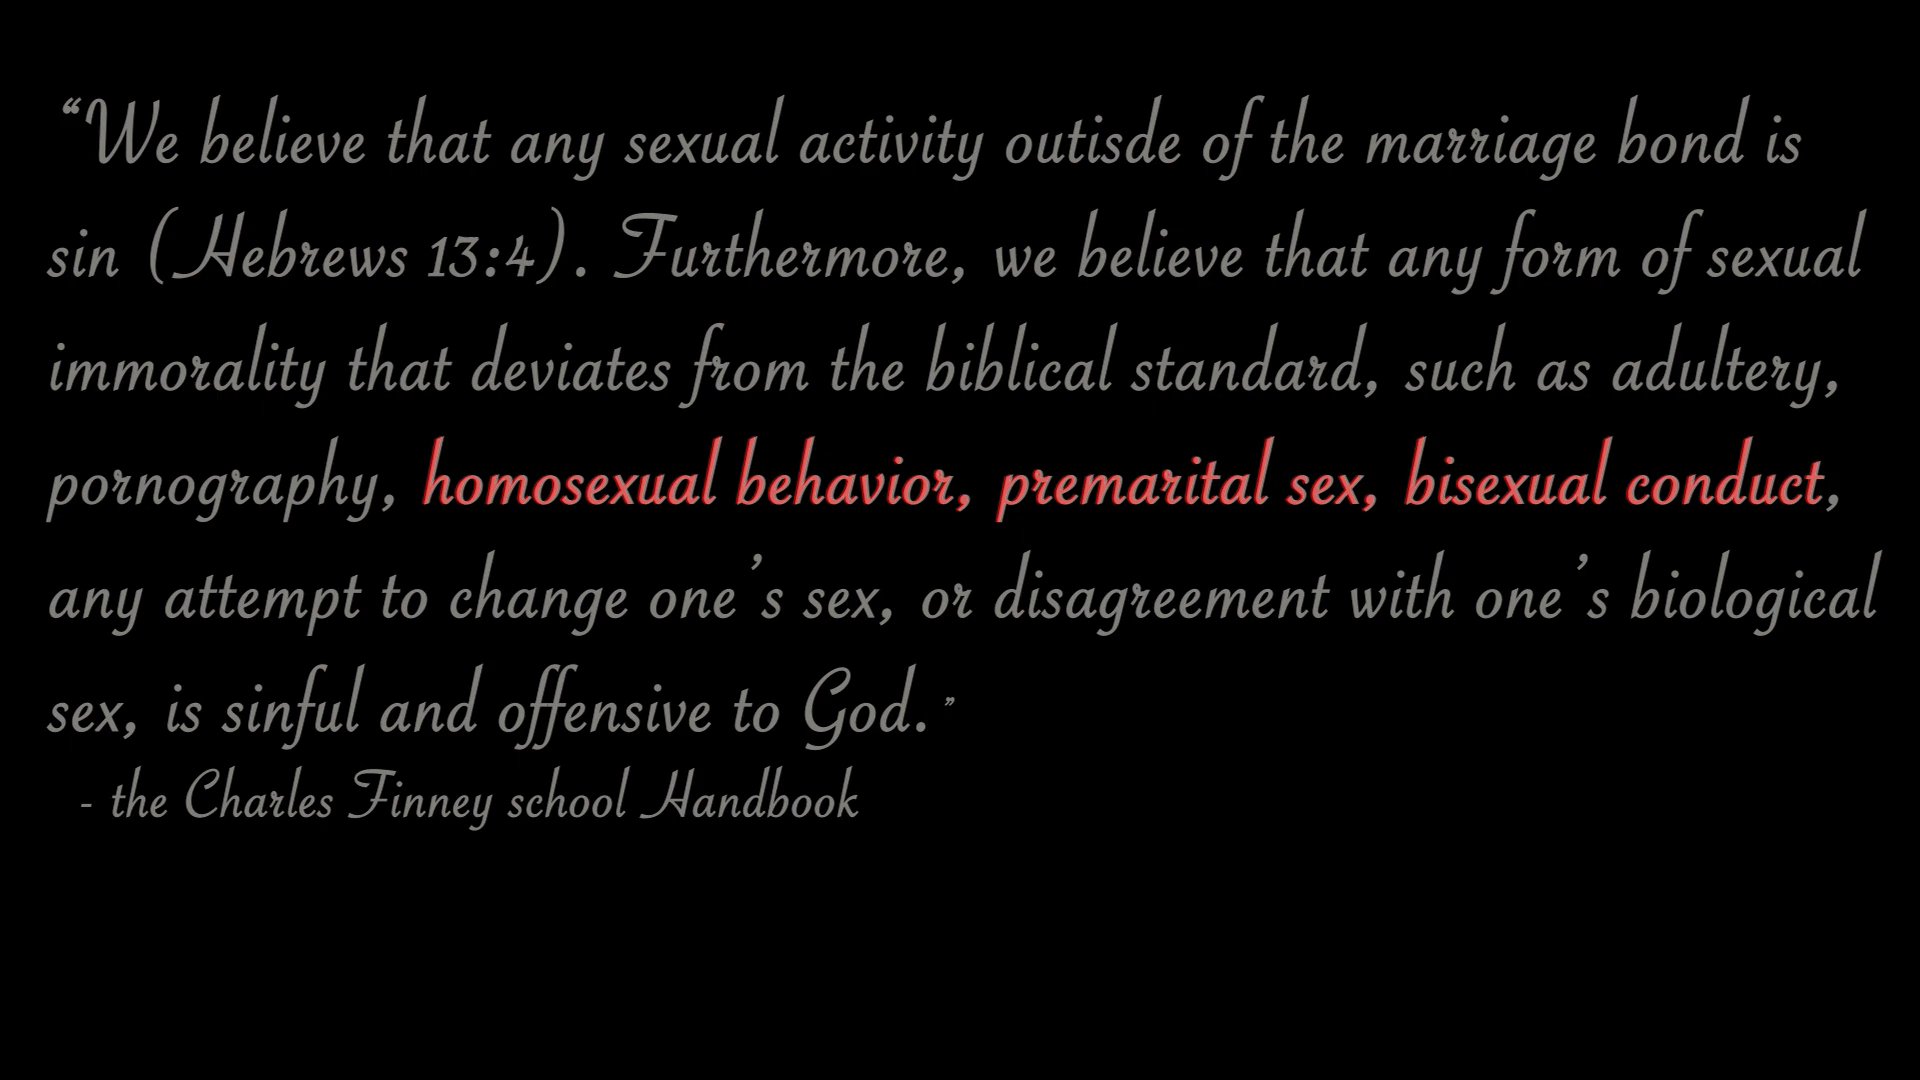 “We believe that any sexual activity outisde of the marriage bond is
sin (Hebrews 13:4). Furthermore, we believe that any form of sexual
immorality that deviates from the biblical standard, such as adultery,
pornography, homosexual behavior, premarital sex, bisexual conduct,
any attempt to change one’s sex, or disagreement with one’s biological
sex, is sinful and offensive to God.”
- the Charles Finney school Handbook